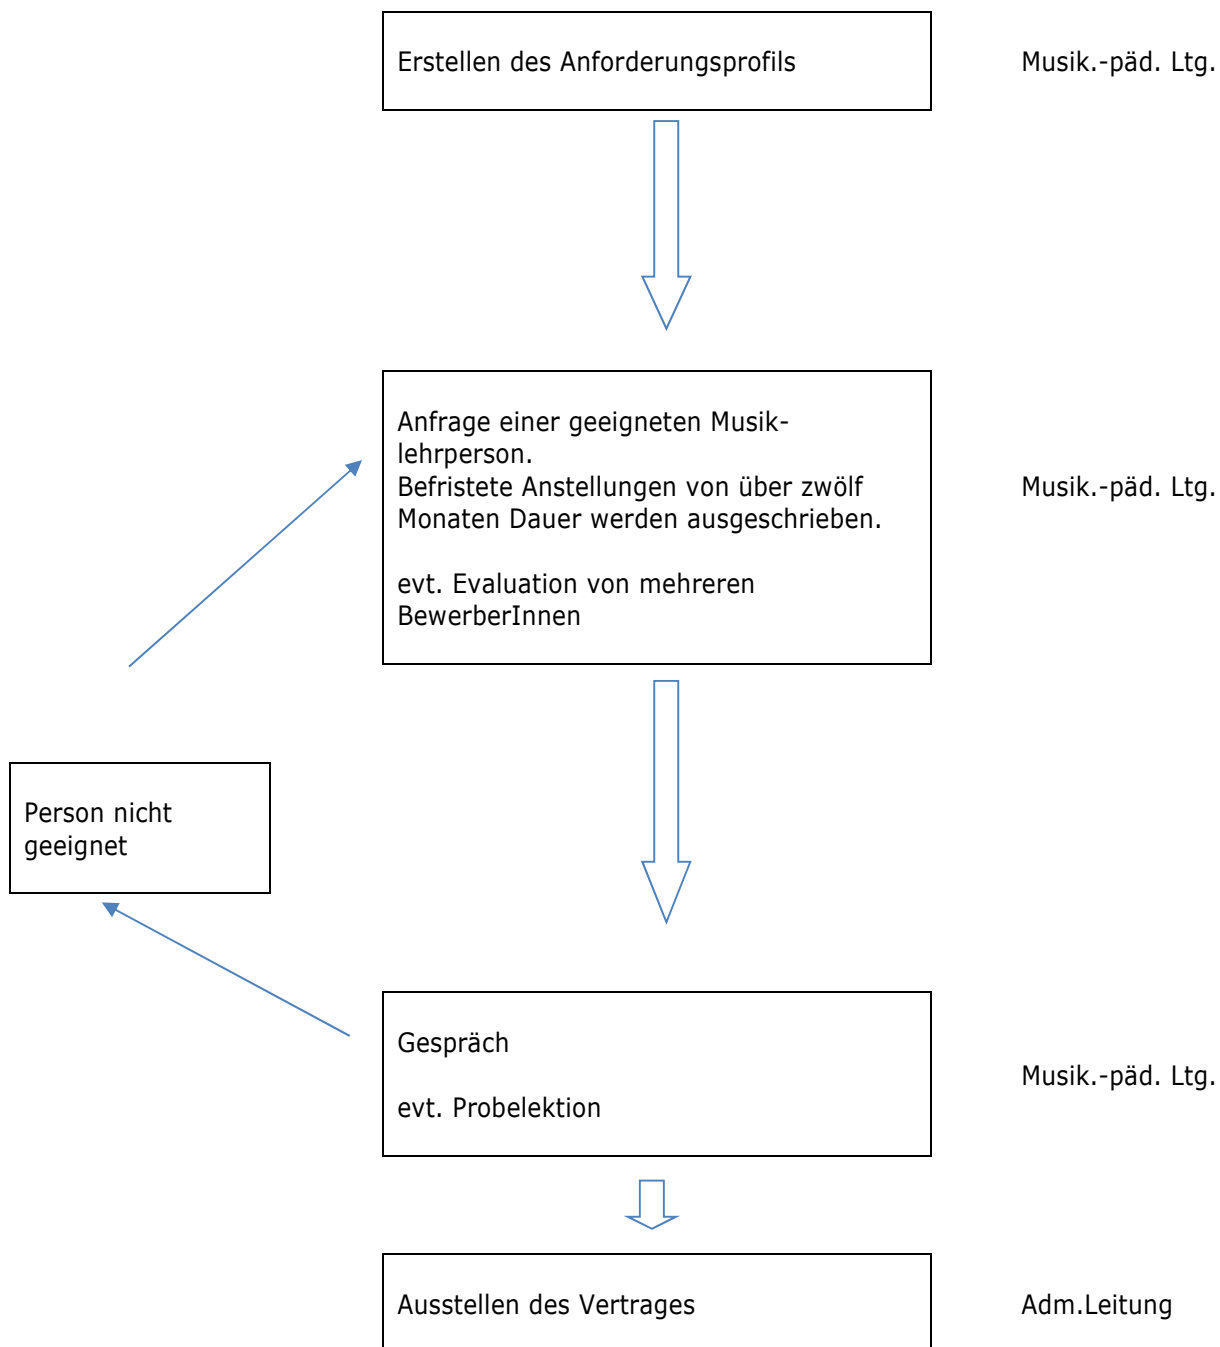 Erstellen des Anforderungsprofils
Musik.-päd. Ltg.
Anfrage einer geeigneten Musik-
lehrperson.
Befristete Anstellungen von über zwölf
Monaten Dauer werden ausgeschrieben.
evt. Evaluation von mehreren
BewerberInnen
Musik.-päd. Ltg.
Person nicht
geeignet
Gespräch
evt. Probelektion
Musik.-päd. Ltg.
Ausstellen des Vertrages
Adm.Leitung